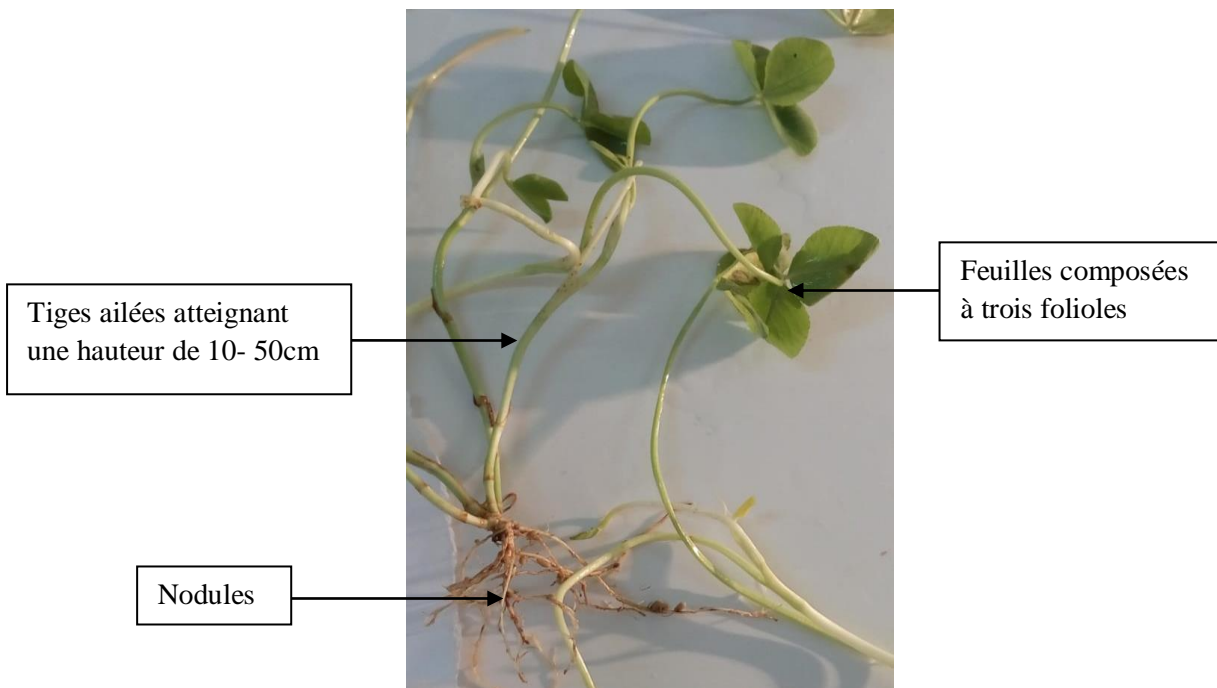 Tiges ailées atteignant
une hauteur de 10- 50cm
Feuilles composées
à trois folioles
Nodules